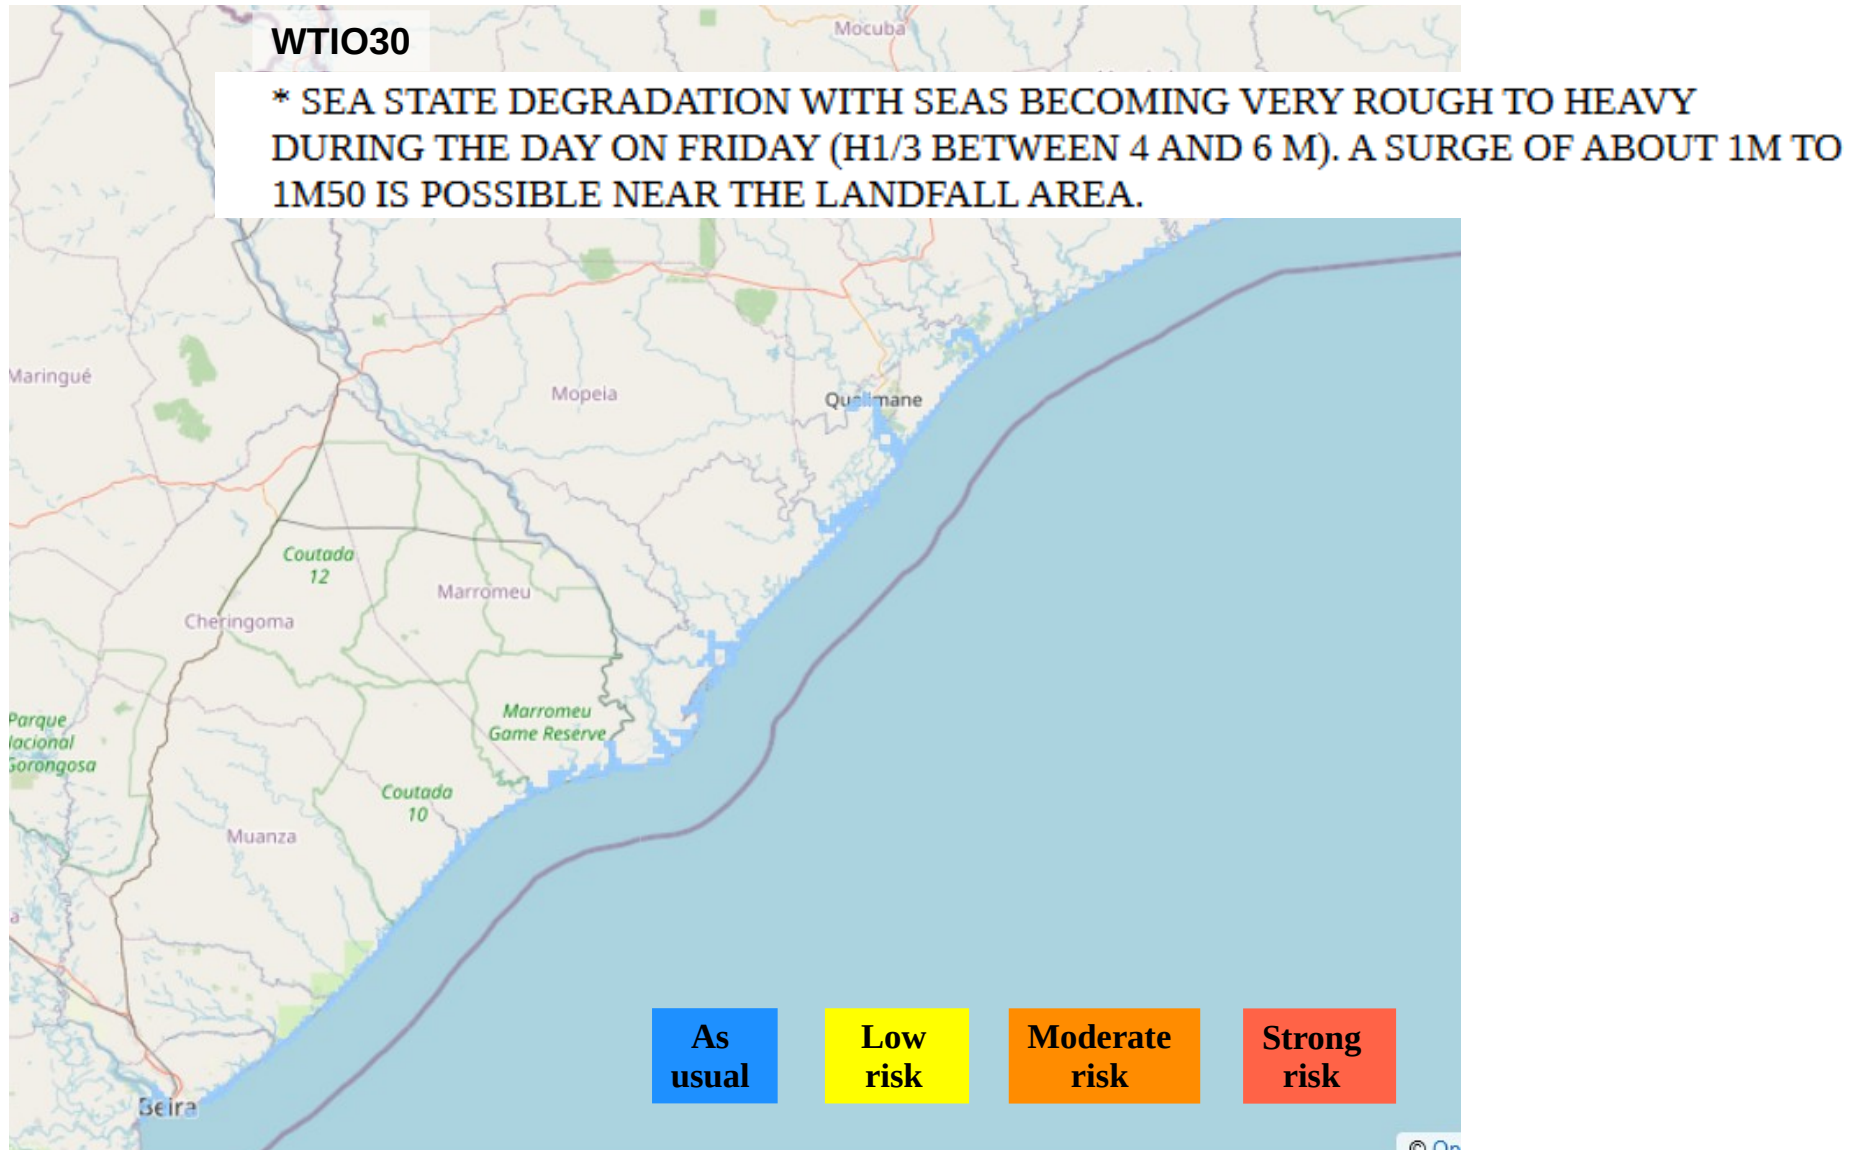 Mocuba
WTIO30
* SEA STATE DEGRADATION WITH SEAS BECOMING VERY ROUGH TO HEAVY
DURING THE DAY ON FRIDAY (H1/3 BETWEEN 4 AND 6 M). A SURGE OF ABOUT 1M TO
1M50 IS POSSIBLE NEAR THE LANDFALL AREA.
Maringué
Mopeia
Quelimane
Coutada
12
Marromeu
Cheringoma
Marromeu
Game Reserve
Parque
Coutada
10
Muanza
As
usual
Low
risk
Moderate
risk
Strong
risk
Beira
©